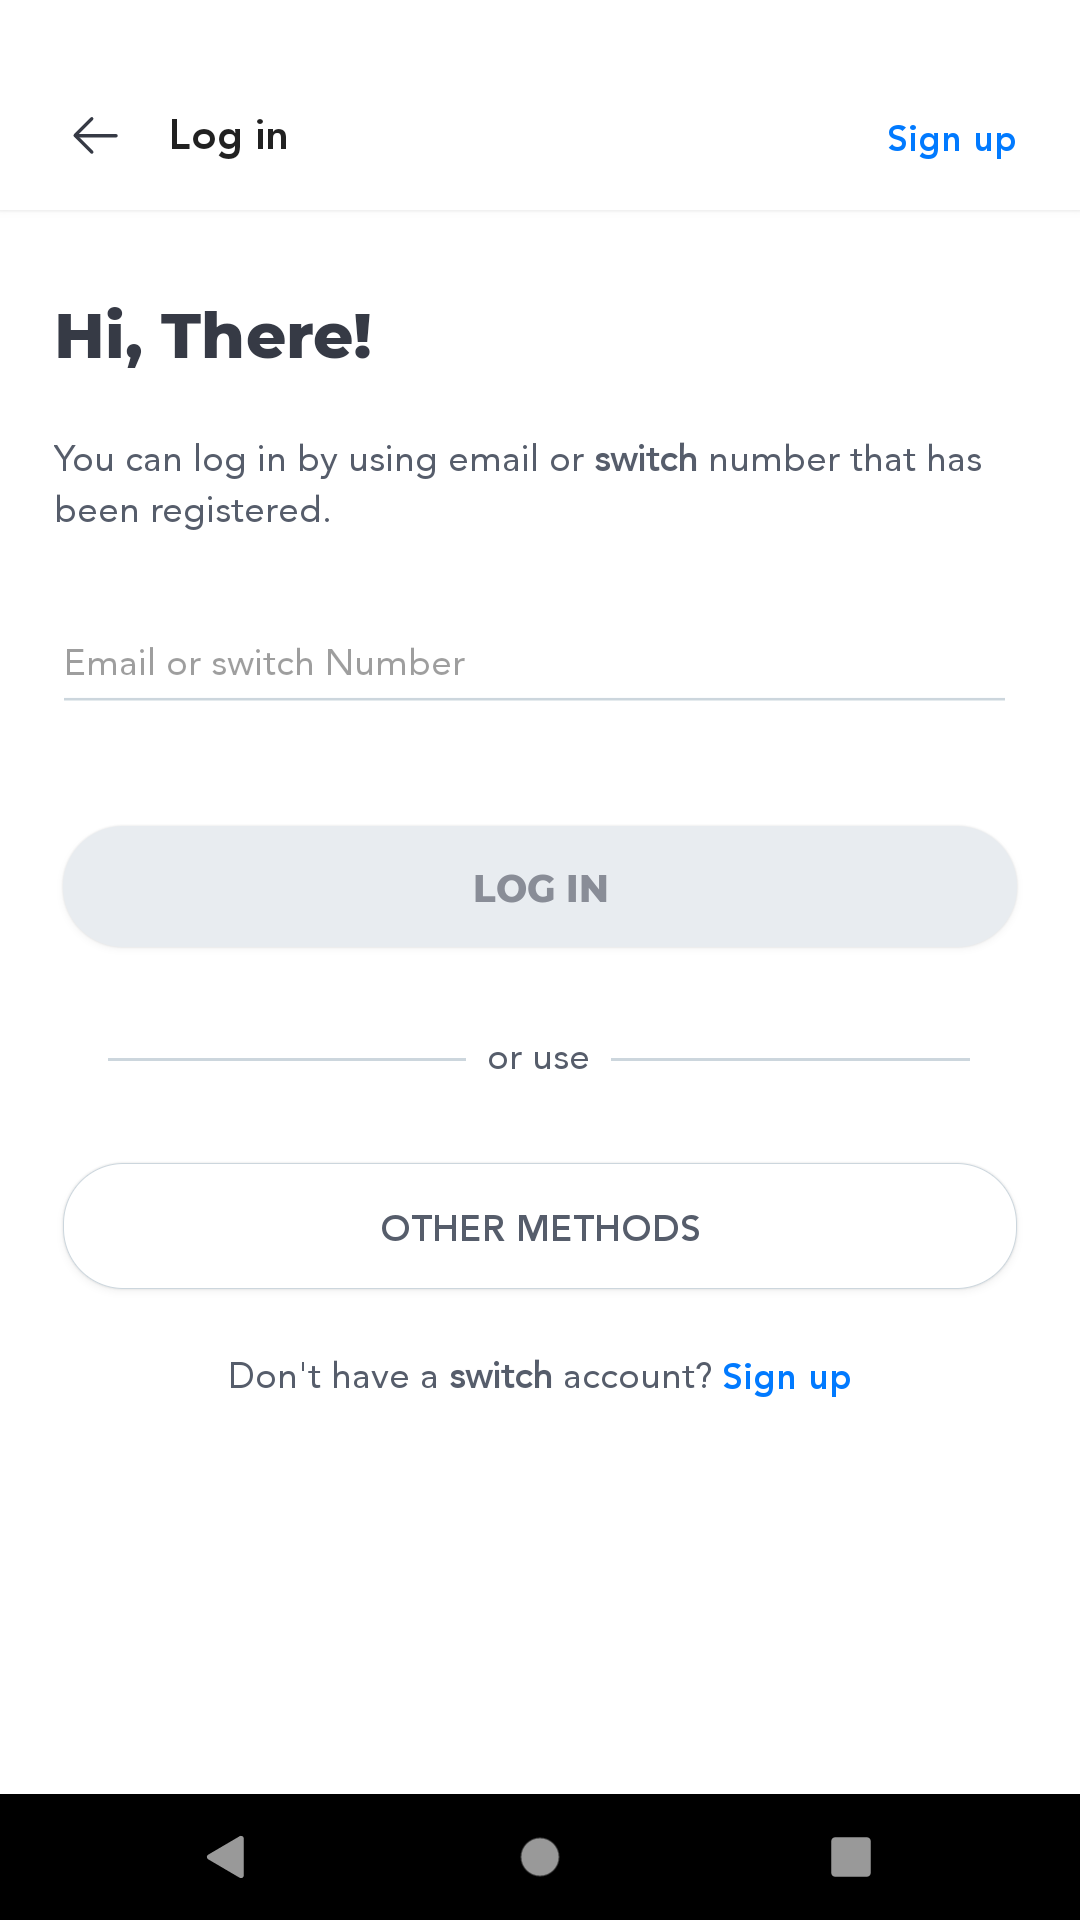 Log in
Sign up
Hi, There!
You can log in by using email or switch number that has
been registered.
Email or switch Number
LOG IN
or use
OTHER METHODS
Don't have a switch account? Sign up